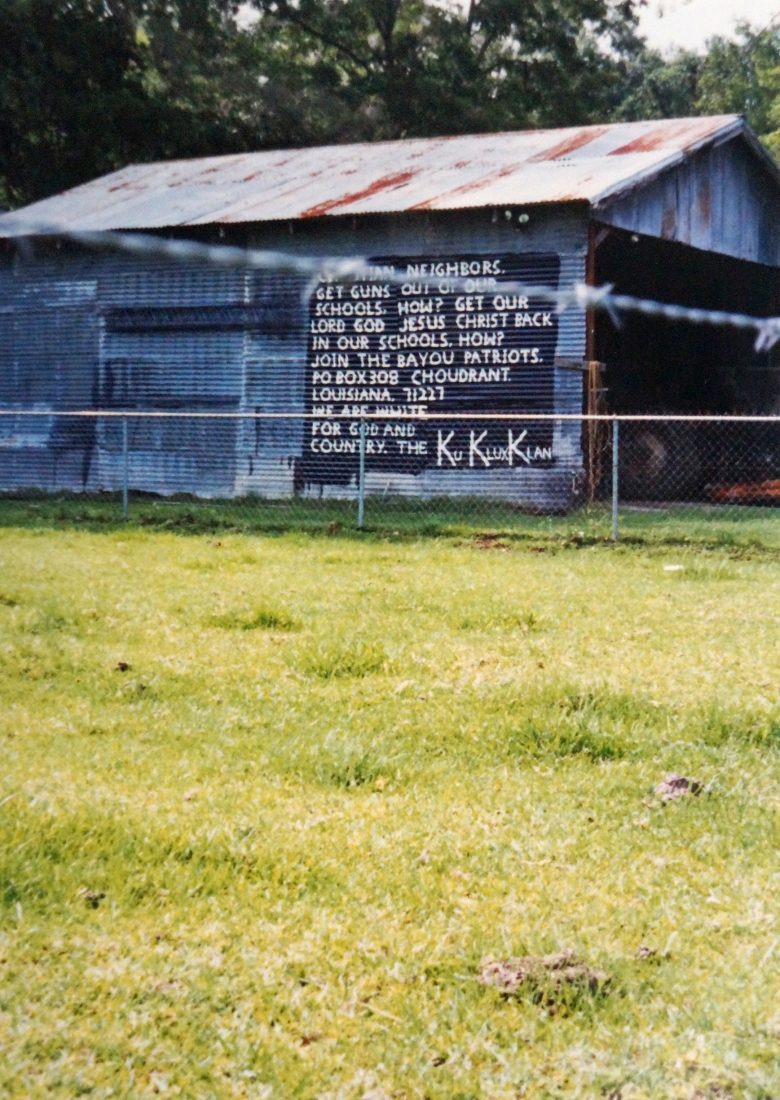 NEIGHBORS.
GET GUNS OUT OF OUR
SCHOOLS. HOW? GET OUR
LORD GOD JESUS CHRIST BACK
IN OUR SCHOOLS. HOW?
JOIN THE BAYOU PATRIOTS.
PO BOX 308 CHOUDRANT.
LOUISIANA. 71227
WE ARE WHITE
FOR GOD AND
COUNTRY. THE KU KLUX KLAN